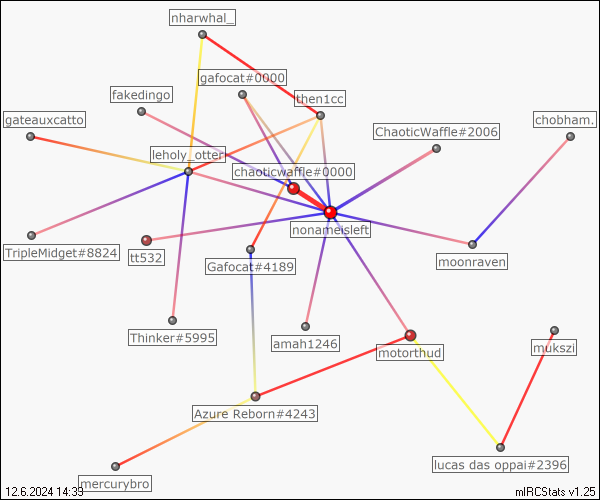 nharwhal_
gafocat#0000
fakedingo
then1cc
gateauxcatto
ChaoticWaffle#2006
chobham.
leholy_otter
chaoticwaffle#0000
nonameisleft
TripleMidget#8824
tt532
Gafocat#4189
moonraven
Thinker#5995
amah1246
motorthud
mukszi
Azure Reborn#4243
lucas das oppai#2396
mercurybro
12.6.2024 14:33
mIRCStats v1.25